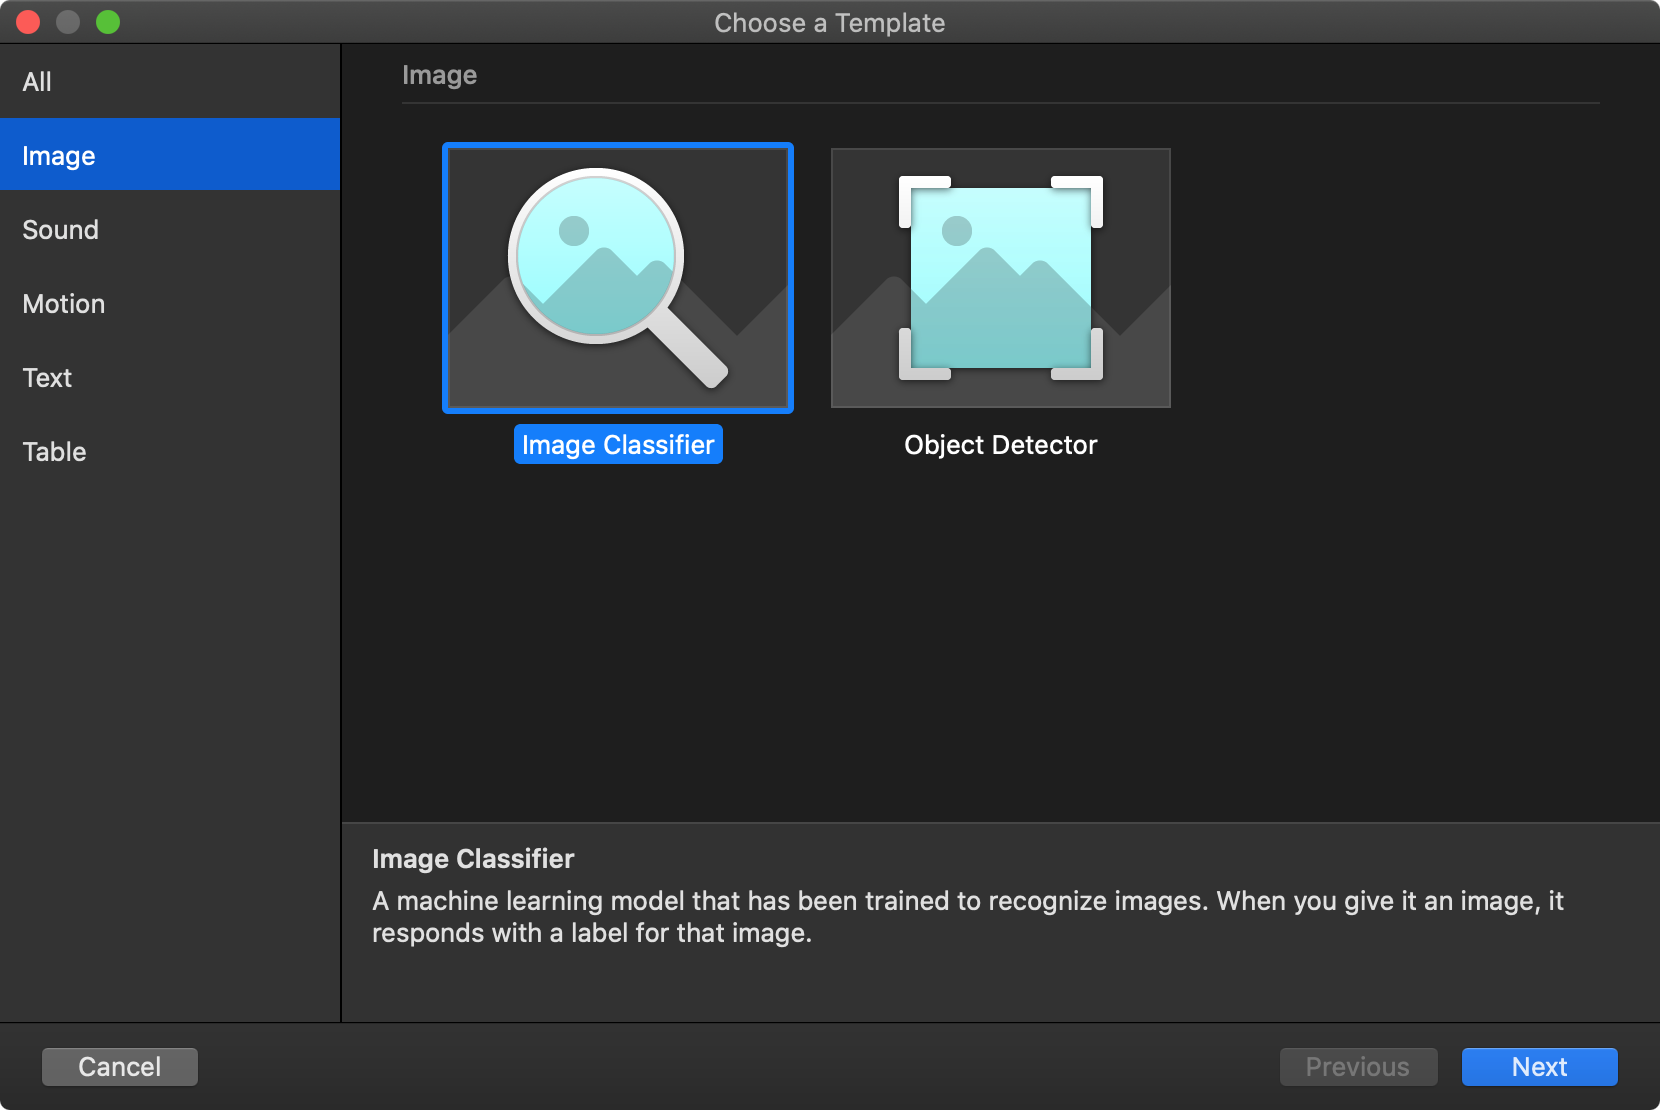 Choose a Template
All
Image
Sound
Motion
Text
Table
Image
Image Classifier
Object Detector
Image Classifier
A machine learning model that has been trained to recognize images. When you give it an image, it
responds with a label for that image.
Cancel
Previous
Next